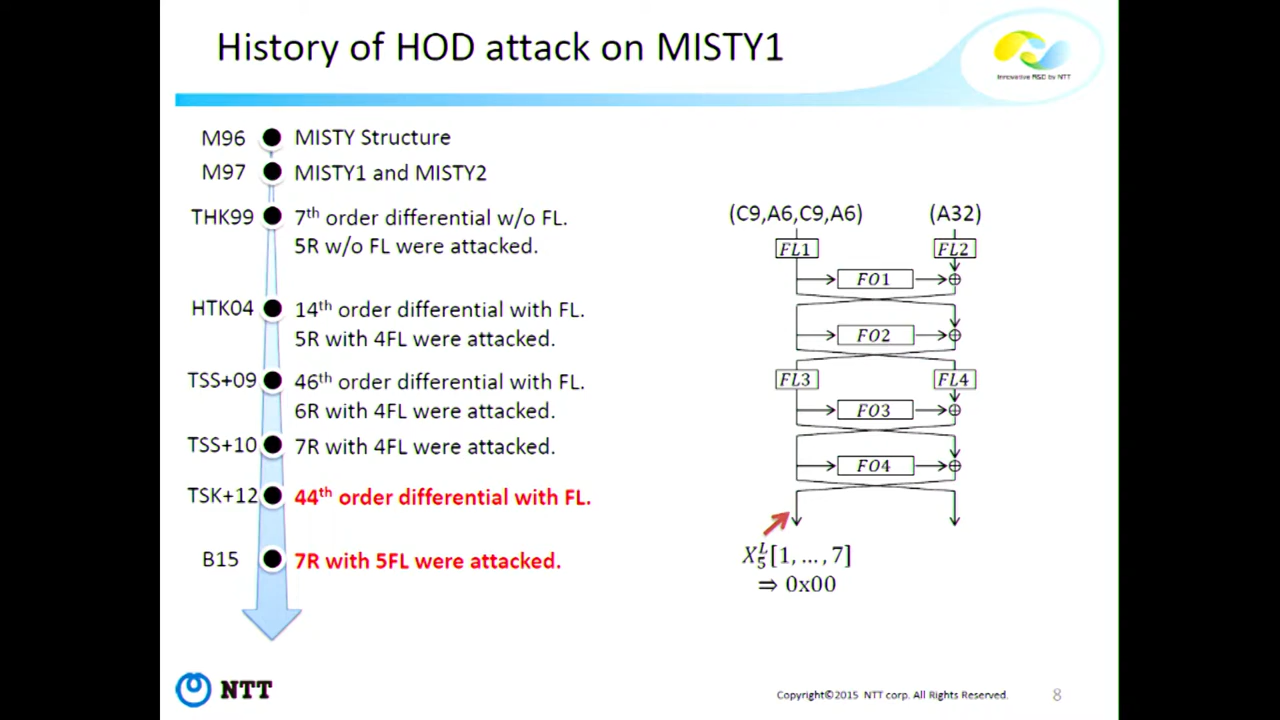 History of HOD attack on MISTY1
Innovative R&D by NTT
M96 MISTY Structure
M97 MISTY1 and MISTY2
THK99 7th order differential w/o FL.
5R w/o FL were attacked.
HTK04 14th order differential with FL.
5R with 4FL were attacked.
TSS+09 46th order differential with FL.
6R with 4FL were attacked.
TSS+10 7R with 4FL were attacked.
TSK+12 44th order differential with FL.
B15 7R with 5FL were attacked.
(C9,A6,C9,A6) (A32)
FL1 FL2
FO1
FO2
FL3 FL4
FO3
FO4
X_5^L[1, ... , 7]
⇒ 0x00
NTT
Copyright©2015 NTT corp. All Rights Reserved.
8